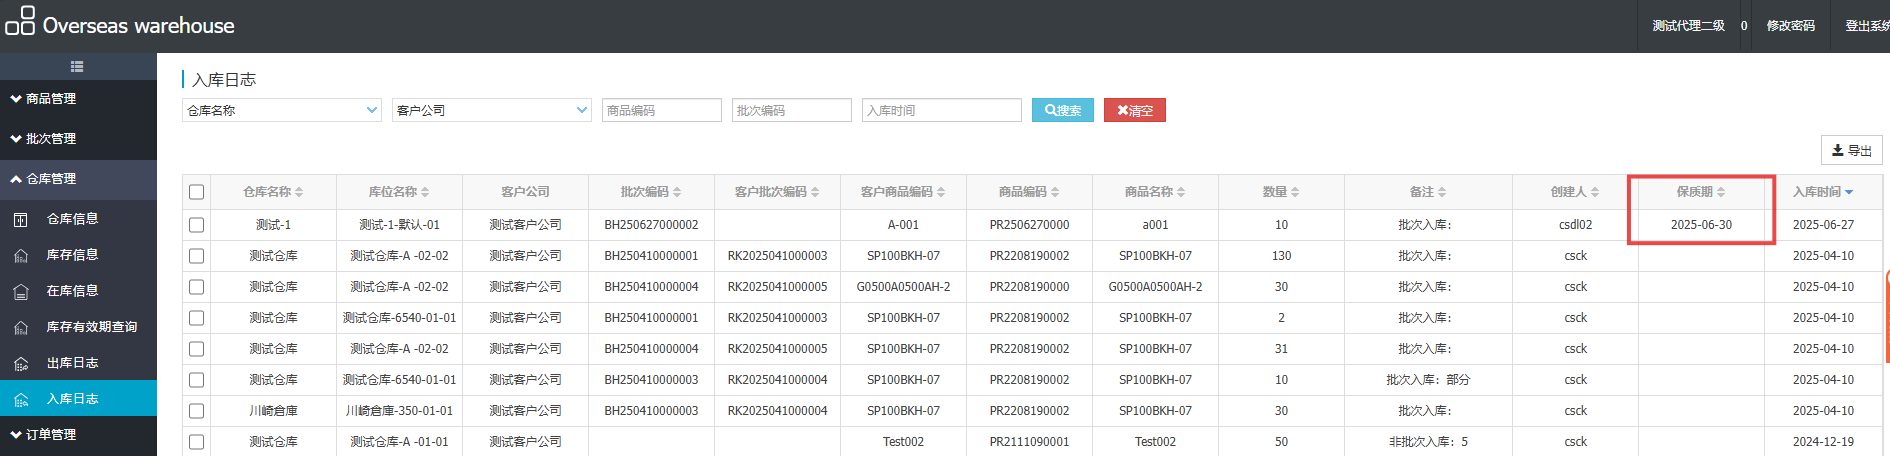 Overseas warehouse
测试代理二级 0 修改密码 登出系统
商品管理
批次管理
仓库管理
仓库信息
库存信息
在库信息
库存有效期查询
出库日志
入库日志
订单管理
入库日志
仓库名称 客户公司 商品编码 批次编码 入库时间 搜索 清空
导出
仓库名称 库位名称 客户公司 批次编码 客户批次编码 客户商品编码 商品编码 商品名称 数量 备注 创建人 保质期 入库时间
测试-1 测试-1-默认-01 测试客户公司 BH250627000002 A-001 PR2506270000 a001 10 批次入库: csdl02 2025-06-30 2025-06-27
测试仓库 测试仓库-A -02-02 测试客户公司 BH250410000001 RK2025041000003 SP100BKH-07 PR2208190002 SP100BKH-07 130 批次入库: csck 2025-04-10
测试仓库 测试仓库-A -02-02 测试客户公司 BH250410000004 RK2025041000005 G0500A0500AH-2 PR2208190000 G0500A0500AH-2 30 批次入库: csck 2025-04-10
测试仓库 测试仓库-6540-01-01 测试客户公司 BH250410000001 RK2025041000003 SP100BKH-07 PR2208190002 SP100BKH-07 2 批次入库: csck 2025-04-10
测试仓库 测试仓库-A -02-02 测试客户公司 BH250410000004 RK2025041000005 SP100BKH-07 PR2208190002 SP100BKH-07 31 批次入库: csck 2025-04-10
测试仓库 测试仓库-6540-01-01 测试客户公司 BH250410000003 RK2025041000004 SP100BKH-07 PR2208190002 SP100BKH-07 10 批次入库: 部分 csck 2025-04-10
川崎倉庫 川崎倉庫-350-01-01 测试客户公司 BH250410000003 RK2025041000004 SP100BKH-07 PR2208190002 SP100BKH-07 30 批次入库: csck 2025-04-10
测试仓库 测试仓库-A -01-01 测试客户公司 Test002 PR2111090001 Test002 50 非批次入库: 5 csck 2024-12-19